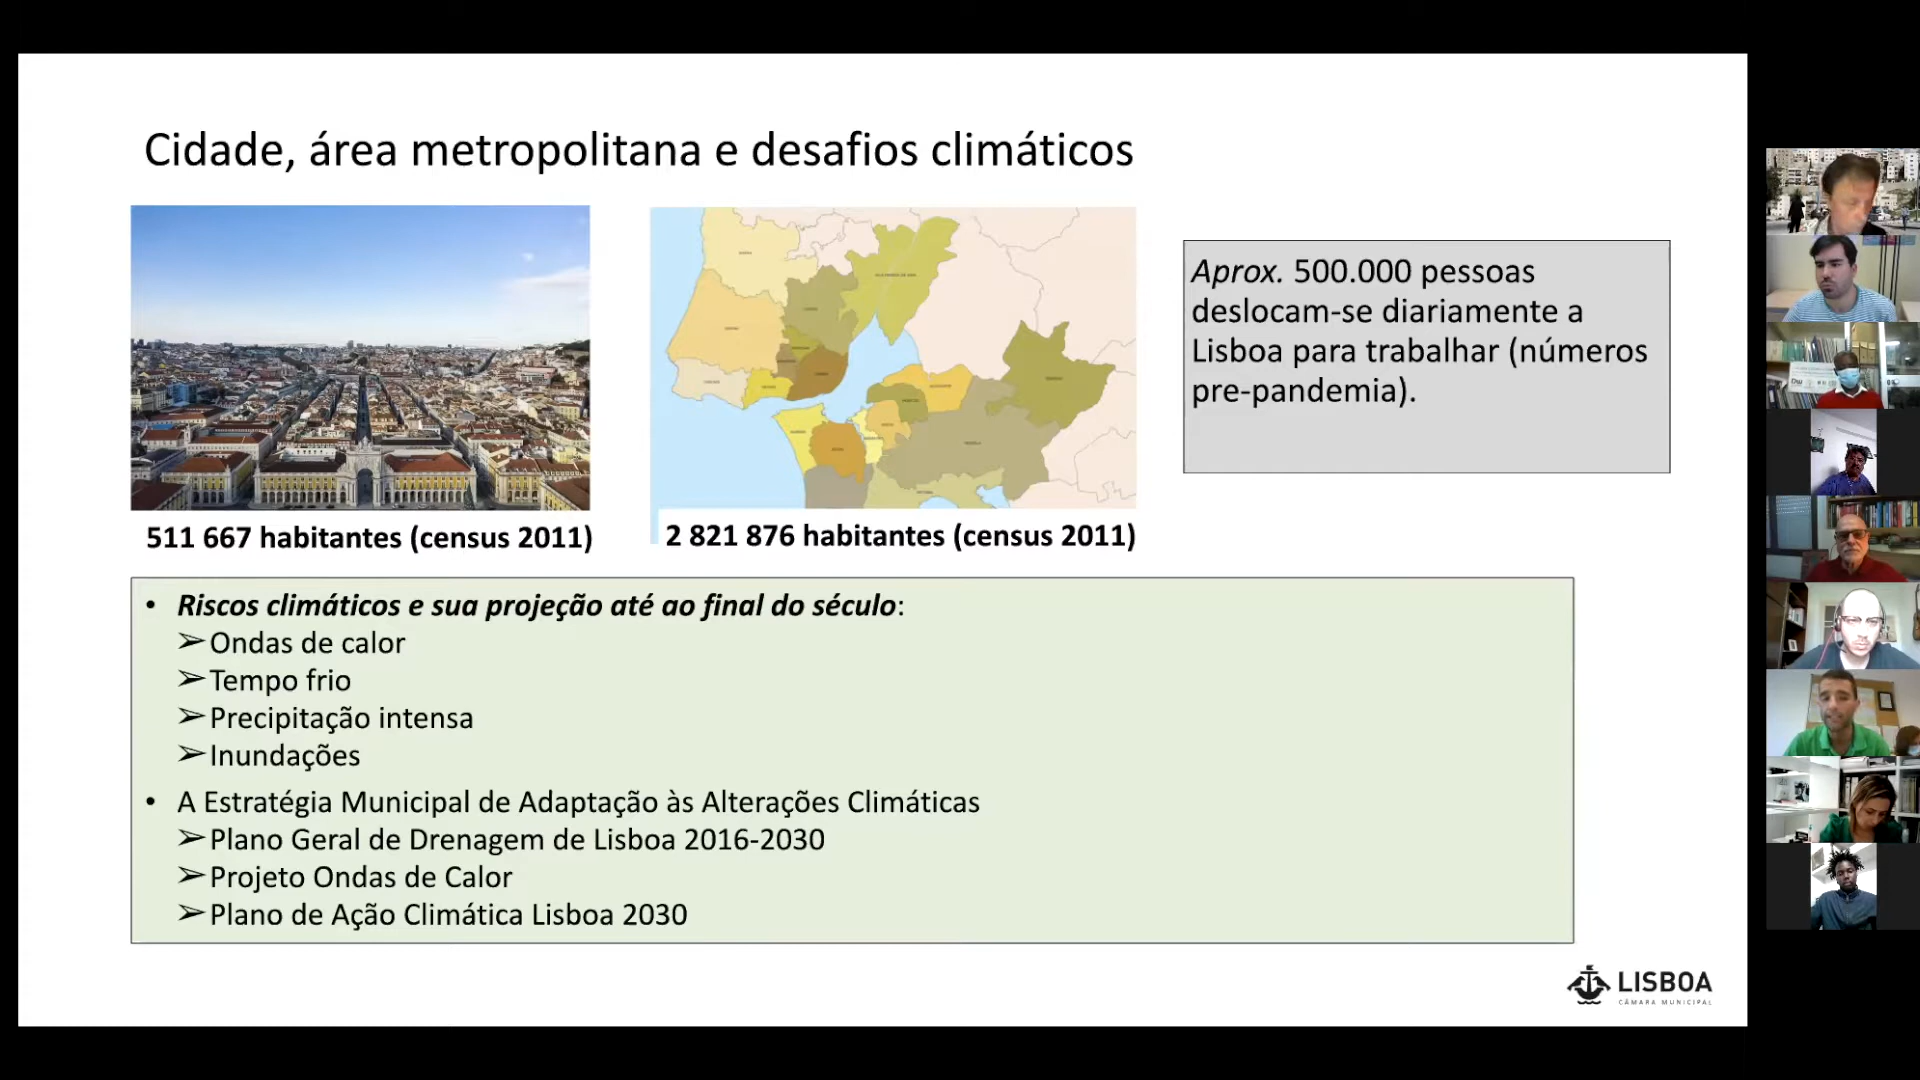 Cidade, área metropolitana e desafios climáticos
Aprox. 500.000 pessoas
deslocam-se diariamente a
Lisboa para trabalhar (números
pre-pandemia).
511 667 habitantes (census 2011)
2 821 876 habitantes (census 2011)
• Riscos climáticos e sua projeção até ao final do século:
➢Ondas de calor
➢Tempo frio
➢Precipitação intensa
➢Inundações
• A Estratégia Municipal de Adaptação às Alterações Climáticas
➢Plano Geral de Drenagem de Lisboa 2016-2030
➢Projeto Ondas de Calor
➢Plano de Ação Climática Lisboa 2030
LISBOA
CÂMARA MUNICIPAL